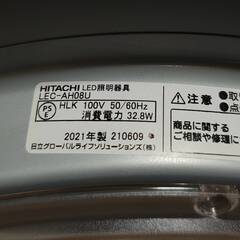 HITACHI LED照明器具
LEC-AH08U
PS
E
HLK 100V 50/60Hz
消費電力 32.8W
2021年製 210609
日立グローバルライフソリューションズ(株)
⚠注意
●取
●点
商品に関する
ご相談や修理に